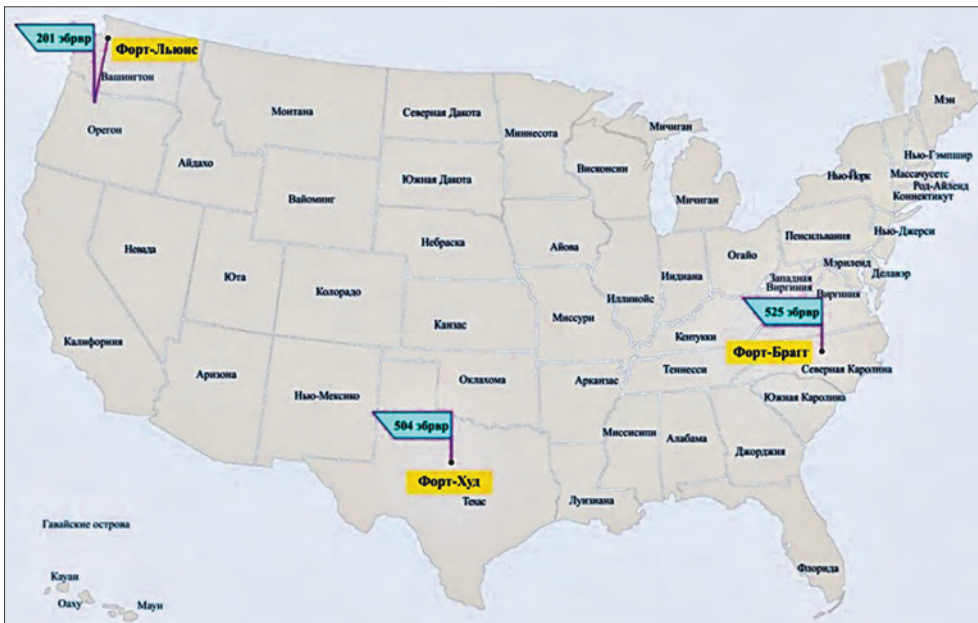 201 эбрвр
Форт-Льюис
Вашингтон
Монтана
Северная Дакота
Миннесота
Мичиган
Мэн
Орегон
Айдахо
Нью-Гэмпшир
Висконсин
Массачусетс
Нью-Йорк
Род-Айленд
Коннектикут
Южная Дакота
Вайоминг
Мичиган
Нью-Джерси
Пенсильвания
Небраска
Айова
Невада
Огайо
Мэриленд
Делавэр
Юта
Индиана
Западная
Виргиния
Колорадо
Иллинойс
Виргиния
525 эбрвр
Миссури
Канзас
Кентукки
Калифорния
Форт-Брагг
Северная Каролина
Теннесси
Аризона
Оклахома
Арканзас
Нью-Мексико
Южная Каролина
504 эбрвр
Миссисипи
Алабама
Джорджия
Форт-Худ
Техас
Луизиана
Гавайские острова
Флорида
Кауаи
Оаху
Мауи